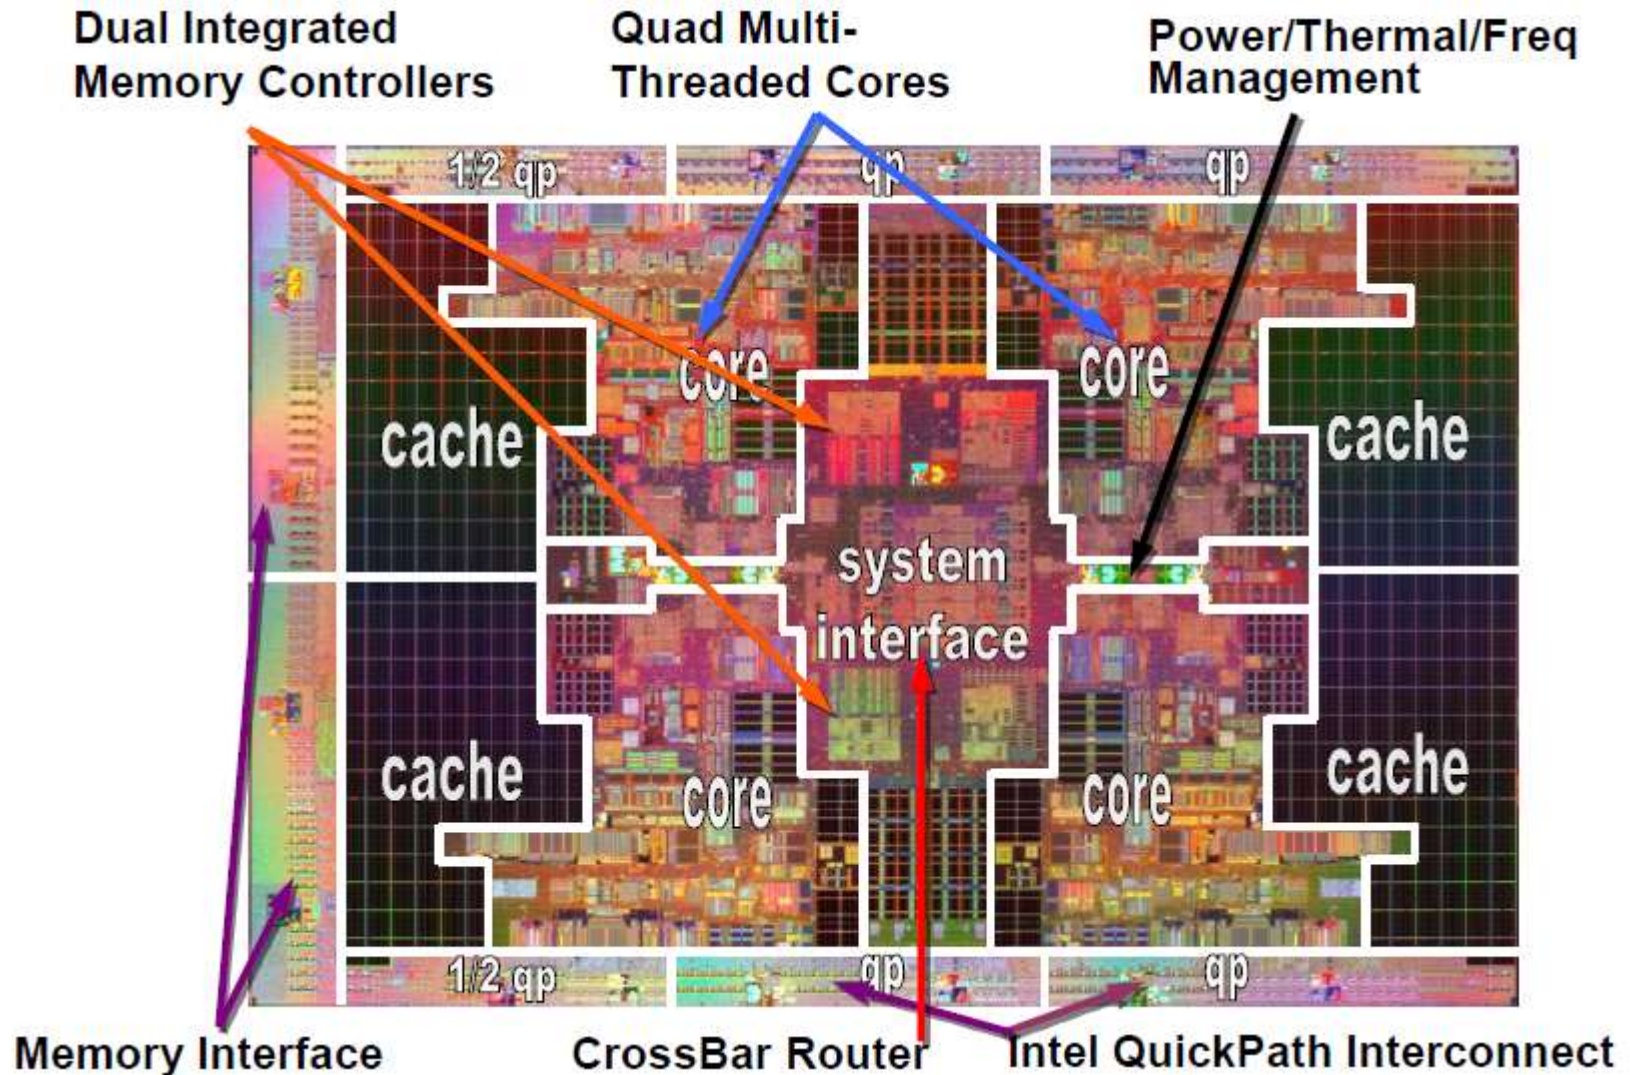 Dual Integrated
Memory Controllers
Quad Multi-
Threaded Cores
Power/Thermal/Freq
Management
1/2 qp
qp
qp
core
core
cache
cache
system
interface
cache
cache
core
core
1/2 qp
qp
qp
Memory Interface
CrossBar Router
Intel QuickPath Interconnect